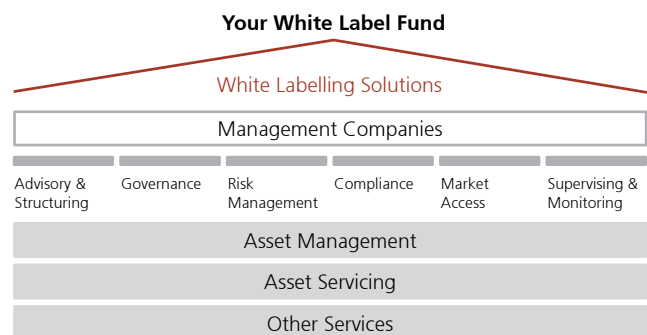 Your White Label Fund
White Labelling Solutions
Management Companies
Advisory &
Structuring
Governance
Risk
Management
Compliance
Market
Access
Supervising &
Monitoring
Asset Management
Asset Servicing
Other Services